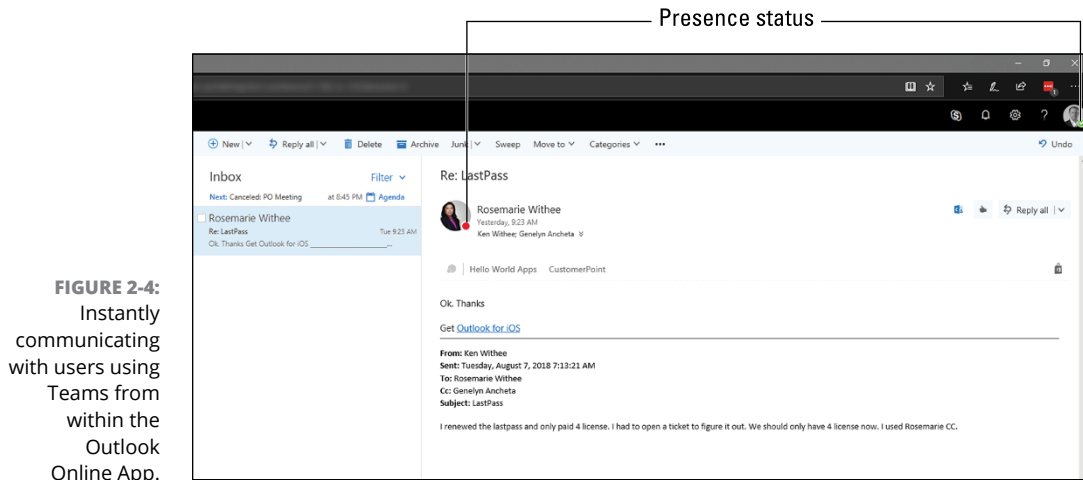 Presence status
New
Reply all
Delete
Archive
Junk
Sweep
Move to
Categories
Undo
Inbox
Filter
Next: Canceled: PO Meeting at 8:45 PM Agenda
Rosemarie Withee
Re: LastPass Tue 9:23 AM
Ok. Thanks Get Outlook for iOS ...
Re: LastPass
Rosemarie Withee
Yesterday, 9:23 AM
Ken Withee; Genelyn Ancheta
Reply all
Hello World Apps CustomerPoint
Ok. Thanks
Get Outlook for iOS
From: Ken Withee
Sent: Tuesday, August 7, 2018 7:13:21 AM
To: Rosemarie Withee
Cc: Genelyn Ancheta
Subject: LastPass
I renewed the lastpass and only paid 4 license. I had to open a ticket to figure it out. We should only have 4 license now. I used Rosemarie CC.
FIGURE 2-4:
Instantly
communicating
with users using
Teams from
within the
Outlook
Online App.